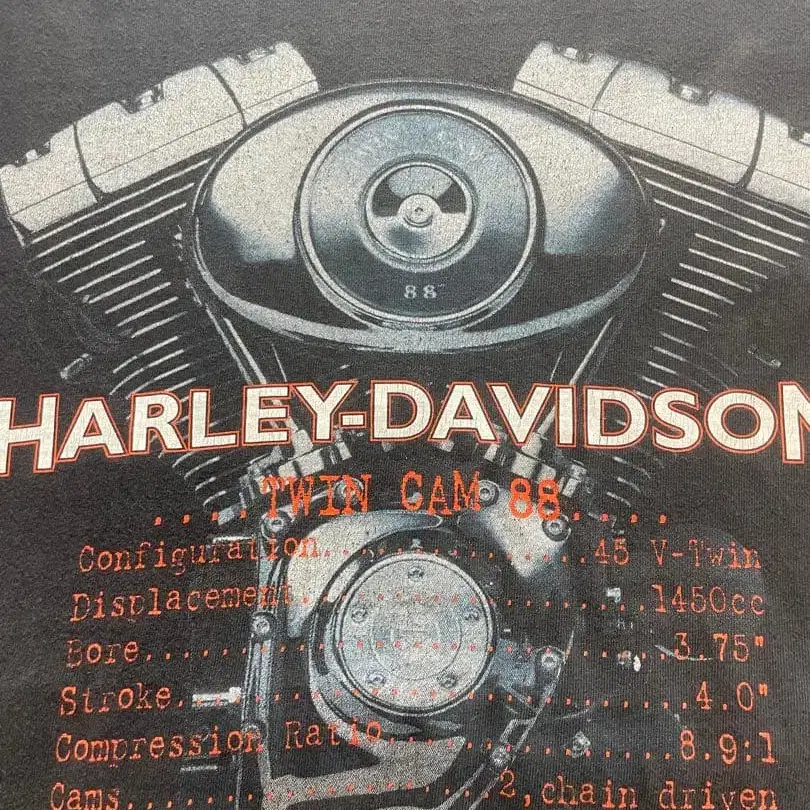 88
HARLEY-DAVIDSON
....TWIN CAM 88....
Configuration................45 V-Twin
Displacement...................1450cc
Bore..............................3.75"
Stroke............................4.0"
Compression Ratio................8.9:1
Cams....................2,chain driven